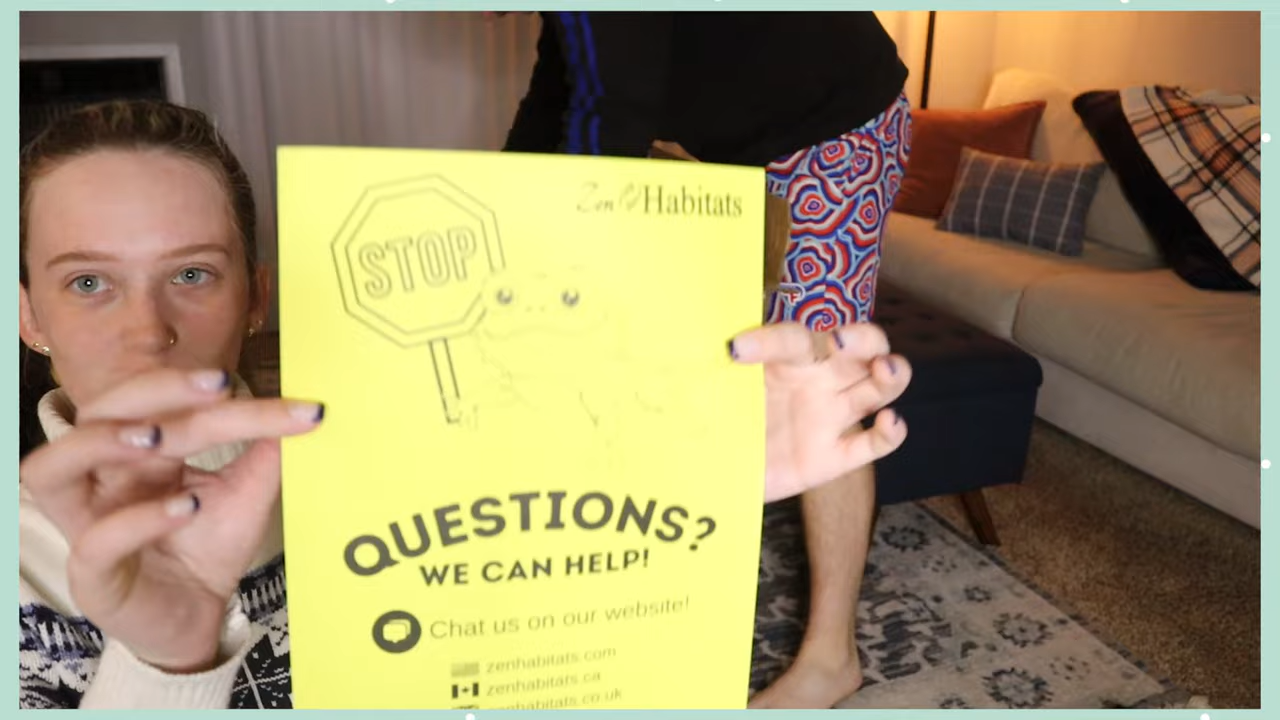 Zen Habitats
STOP
QUESTIONS?
WE CAN HELP!
Chat us on our website!
zenhabitats.com
zenhabitats.ca
zenhabitats.co.uk